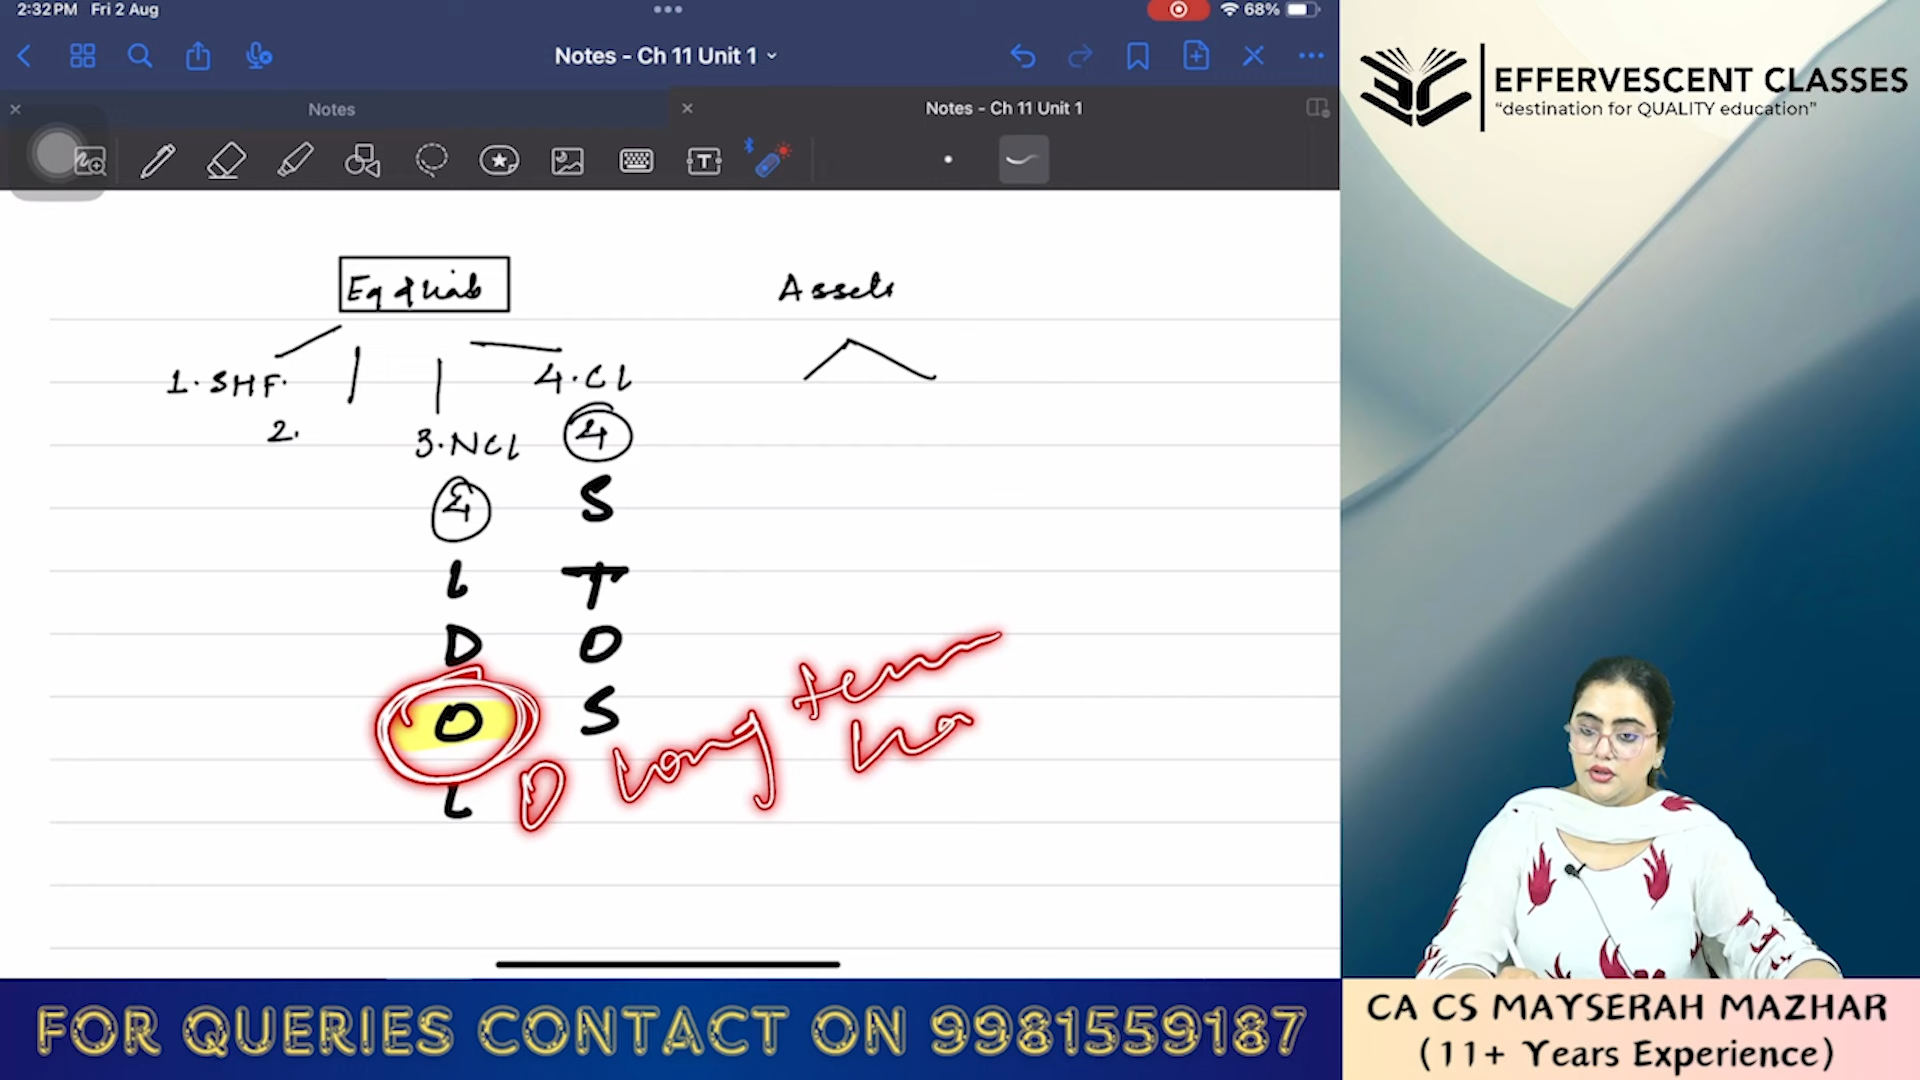 2:32 PM Fri 2 Aug
68%
Notes - Ch 11 Unit 1
Notes
Notes - Ch 11 Unit 1
EFFERVESCENT CLASSES
"destination for QUALITY education"
Eq & Liab
Assets
1. SHF.
2.
3. NCL
4. CL
4
4
L
D
O
L
S
T
O
S
O Long term
FOR QUERIES CONTACT ON 9981559187
CA CS MAYSERAH MAZHAR
(11+ Years Experience)